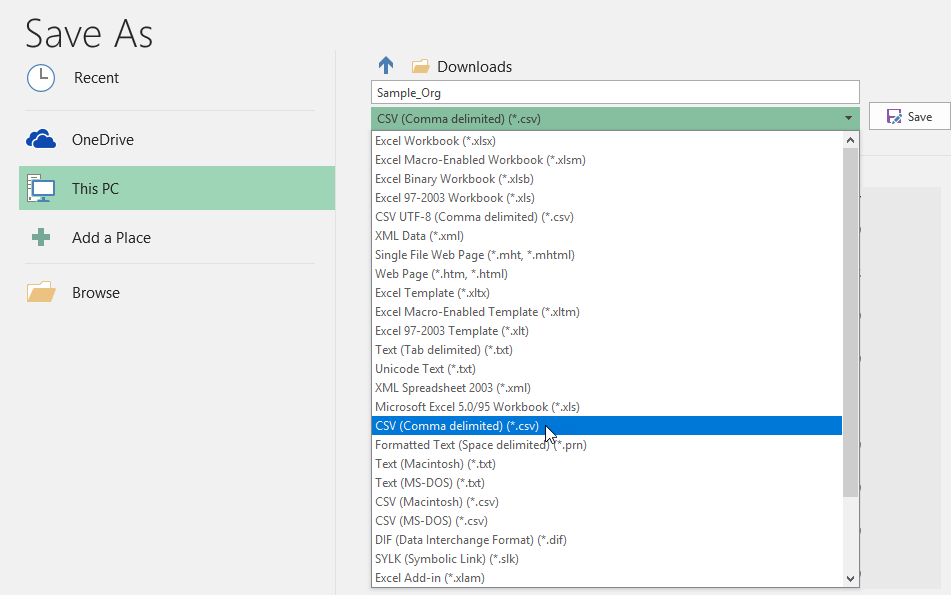 Save As
Recent
OneDrive
This PC
Add a Place
Browse
Downloads
Sample_Org
CSV (Comma delimited) (*.csv)
Save
Excel Workbook (*.xlsx)
Excel Macro-Enabled Workbook (*.xlsm)
Excel Binary Workbook (*.xlsb)
Excel 97-2003 Workbook (*.xls)
CSV UTF-8 (Comma delimited) (*.csv)
XML Data (*.xml)
Single File Web Page (*.mht, *.mhtml)
Web Page (*.htm, *.html)
Excel Template (*.xltx)
Excel Macro-Enabled Template (*.xltm)
Excel 97-2003 Template (*.xlt)
Text (Tab delimited) (*.txt)
Unicode Text (*.txt)
XML Spreadsheet 2003 (*.xml)
Microsoft Excel 5.0/95 Workbook (*.xls)
CSV (Comma delimited) (*.csv)
Formatted Text (Space delimited) (*.prn)
Text (Macintosh) (*.txt)
Text (MS-DOS) (*.txt)
CSV (Macintosh) (*.csv)
CSV (MS-DOS) (*.csv)
DIF (Data Interchange Format) (*.dif)
SYLK (Symbolic Link) (*.slk)
Excel Add-in (*.xlam)